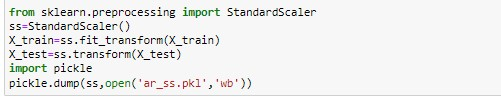 from sklearn.preprocessing import StandardScaler
ss=StandardScaler()
X_train=ss.fit_transform(X_train)
X_test=ss.transform(X_test)
import pickle
pickle.dump(ss,open('ar_ss.pkl','wb'))